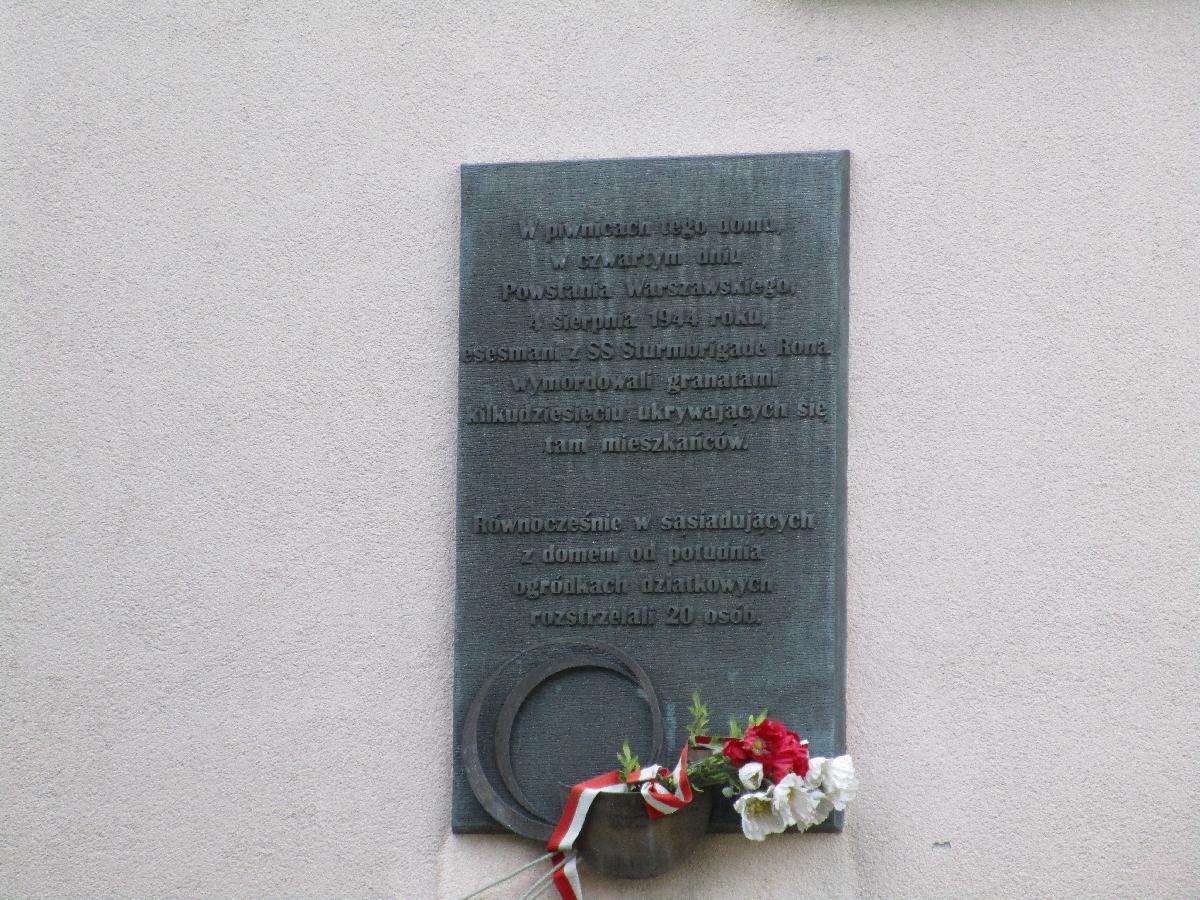 W piwnicach tego domu,
w czwartym dniu
Powstania Warszawskiego,
4 sierpnia 1944 roku,
esesmani z SS Sturmbrigade Rona
wymordowali granatami
kilkudziesięciu ukrywających się
tam mieszkańców.
Równocześnie w sąsiadujących
z domem od południa
ogródkach działkowych
rozstrzelali 20 osób.